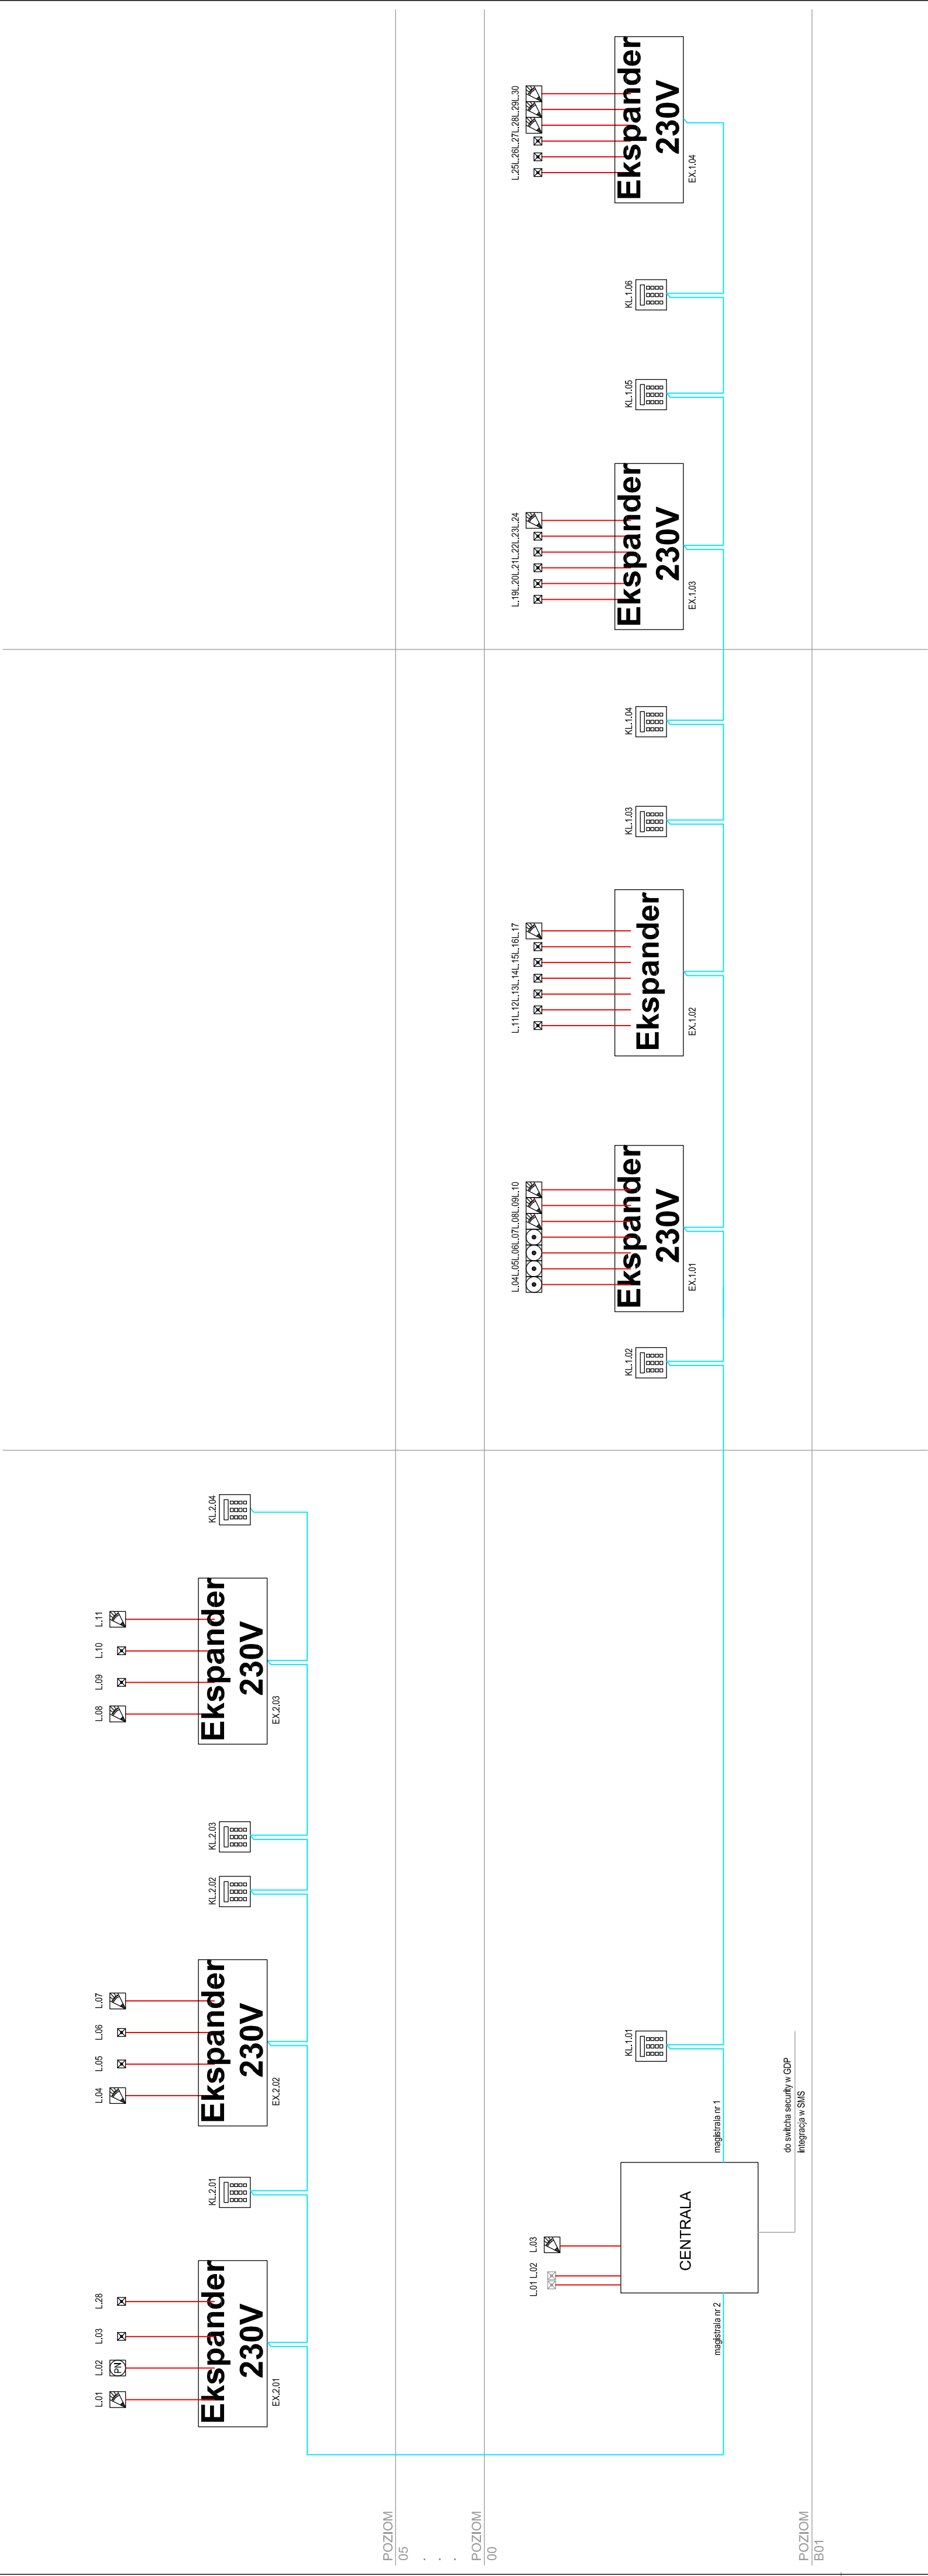 L.01
L.02
L.03
L.28
PN
Ekspander
230V
EX.2.01
KL.2.01
L.04
L.05
L.06
L.07
Ekspander
230V
EX.2.02
KL.2.02
KL.2.03
L.08
L.09
L.10
L.11
Ekspander
230V
EX.2.03
KL.2.04
POZIOM
05
.
.
.
POZIOM
00
L.01 L.02
L.03
CENTRALA
magistrala nr 2
magistrala nr 1
do switcha security w GDP
integracja w SMS
KL.1.01
KL.1.02
L.04L.05L.06L.07L.08L.09L.10
Ekspander
230V
EX.1.01
L.11L.12L.13L.14L.15L.16L.17
Ekspander
EX.1.02
KL.1.03
KL.1.04
L.19L.20L.21L.22L.23L.24
Ekspander
230V
EX.1.03
KL.1.05
KL.1.06
L.25L.26L.27L.28L.29L.30
Ekspander
230V
EX.1.04
POZIOM
B01